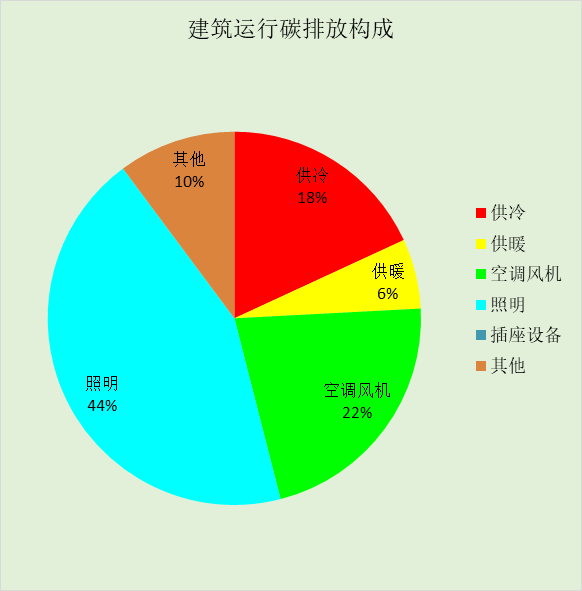 建筑运行碳排放构成
其他
10%
供冷
18%
供暖
6%
空调风机
22%
照明
44%
供冷
供暖
空调风机
照明
插座设备
其他